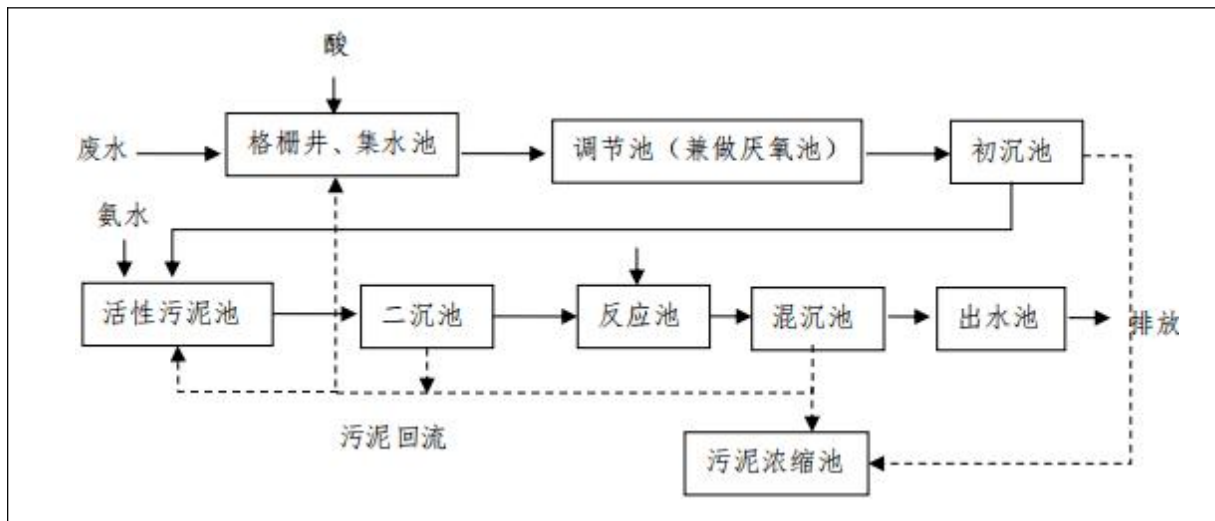 酸
废水
格栅井、集水池
调节池（兼做厌氧池）
初沉池
氨水
活性污泥池
二沉池
反应池
混沉池
出水池
排放
污泥回流
污泥浓缩池